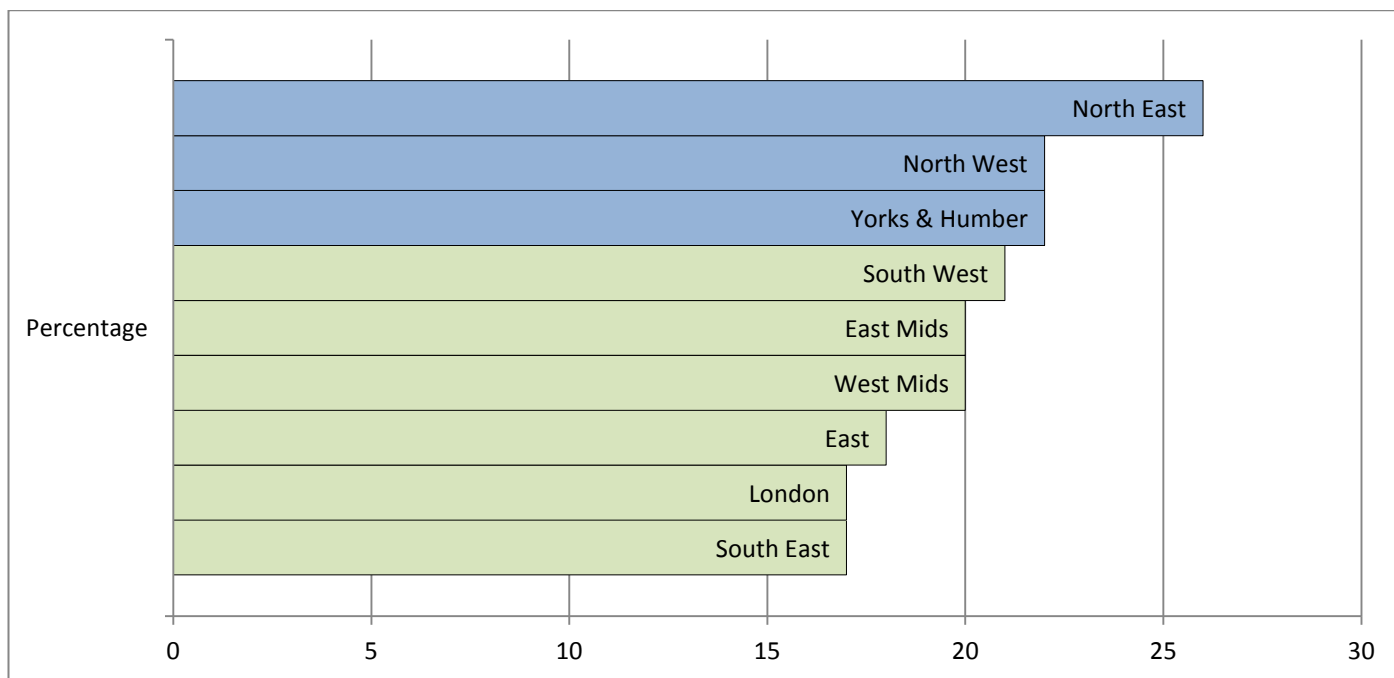 North East
North West
Yorks & Humber
South West
East Mids
Percentage
West Mids
East
London
South East
0 5 10 15 20 25 30